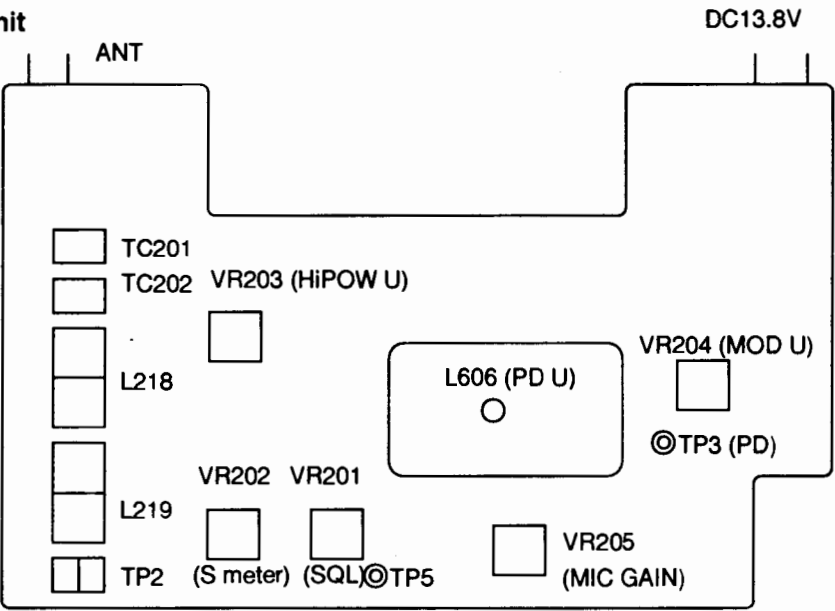 DC13.8V
ANT
TC201
TC202
VR203 (HiPOW U)
VR204 (MOD U)
L606 (PD U)
L218
TP3 (PD)
VR202
VR201
L219
VR205
TP2
(S meter)
(SQL)
TP5
(MIC GAIN)